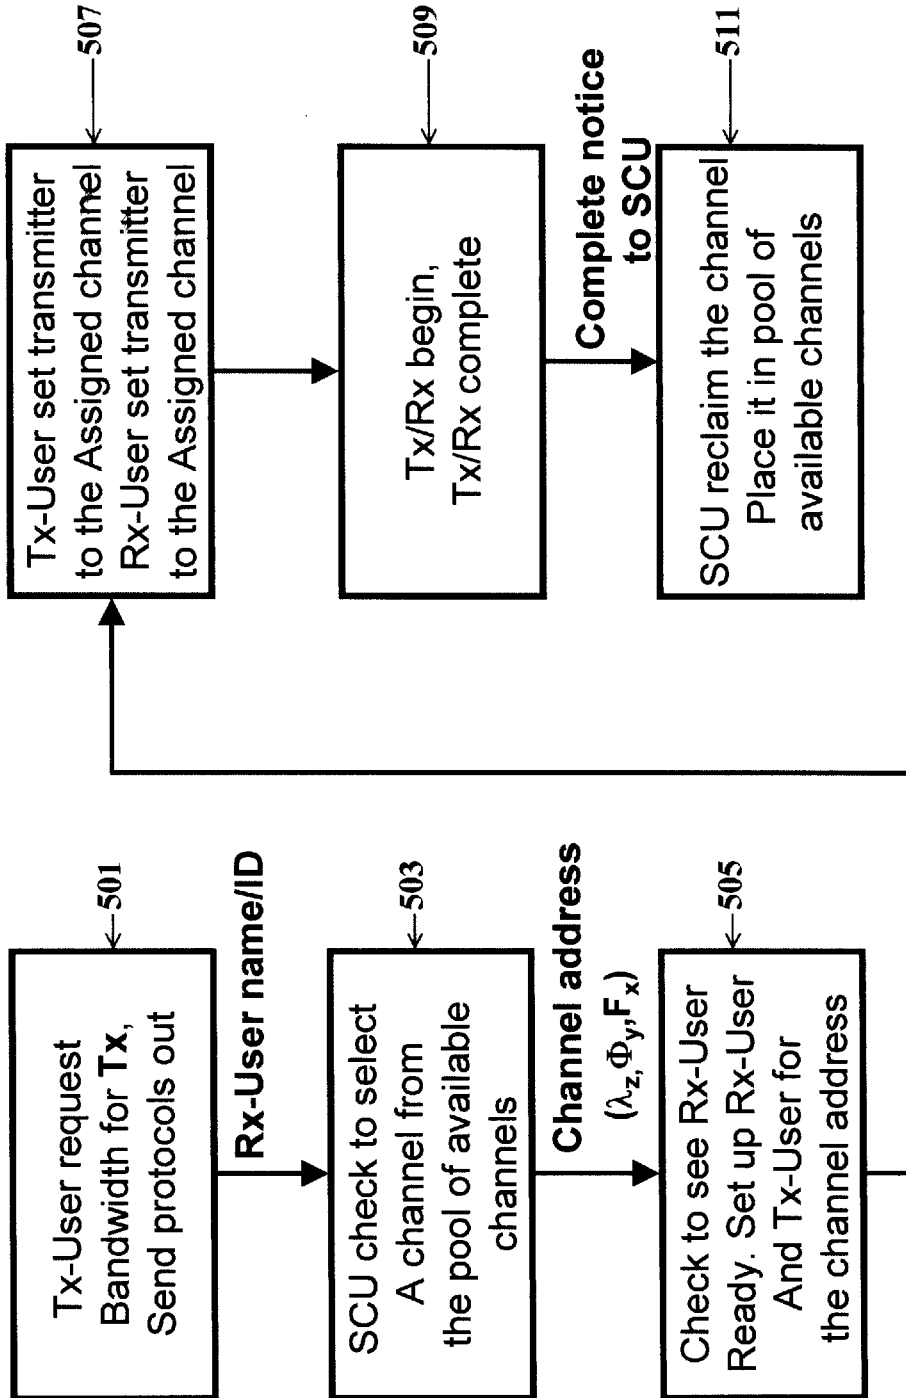 Tx-User request
Bandwidth for Tx,
Send protocols out
501
Rx-User name/ID
SCU check to select
A channel from
the pool of available
channels
503
Channel address
(λz,Φy,Fx)
Check to see Rx-User
Ready. Set up Rx-User
And Tx-User for
the channel address
505
Tx-User set transmitter
to the Assigned channel
Rx-User set transmitter
to the Assigned channel
507
Tx/Rx begin,
Tx/Rx complete
509
Complete notice
to SCU
SCU reclaim the channel
Place it in pool of
available channels
511